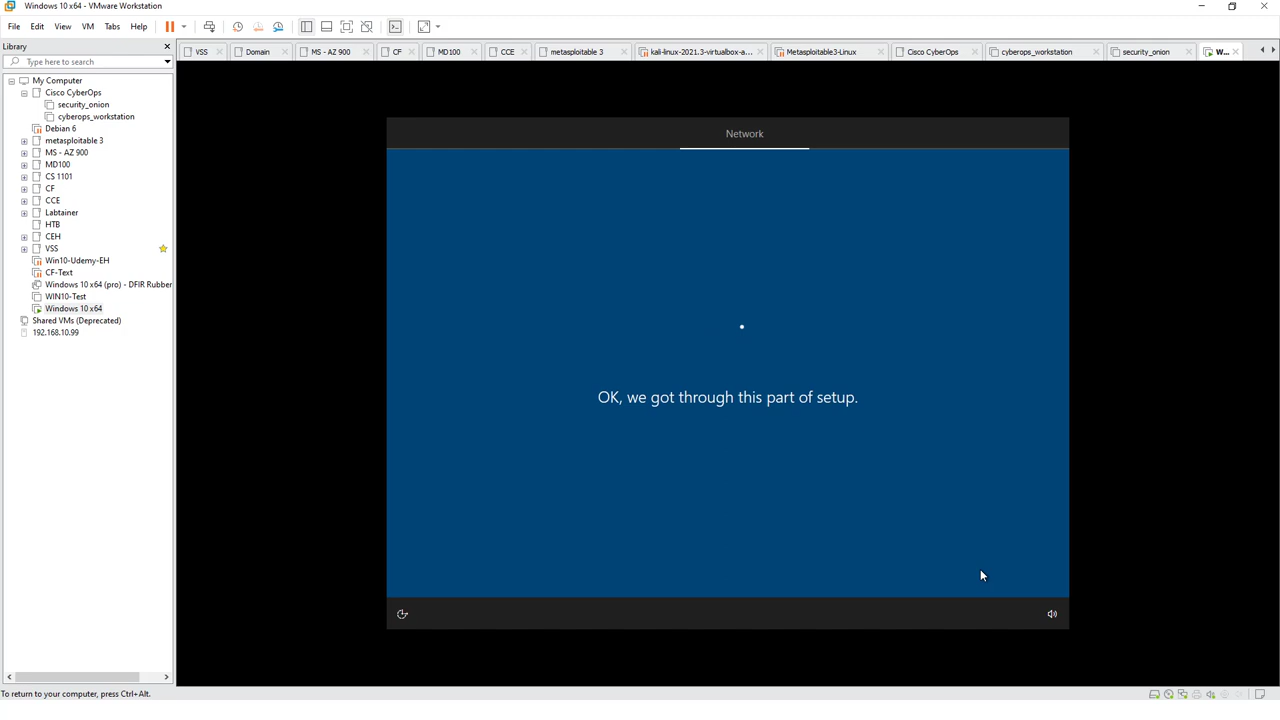 Windows 10 x64 - VMware Workstation
File Edit View VM Tabs Help
Library
Type here to search
VSS Domain MS - AZ 900 CF MD100 CCE metasploitable 3 kali-linux-2021.3-virtualbox-a... Metasploitable3-Linux Cisco CyberOps cyberops_workstation security_onion W...
My Computer
Cisco CyberOps
security_onion
cyberops_workstation
Debian 6
metasploitable 3
MS - AZ 900
MD100
CS 1101
CF
CCE
Labtainer
HTB
CEH
VSS
Win10-Udemy-EH
CF-Text
Windows 10 x64 (pro) - DFIR Rubber
WIN10-Test
Windows 10 x64
Shared VMs (Deprecated)
192.168.10.99
Network
OK, we got through this part of setup.
To return to your computer, press Ctrl+Alt.